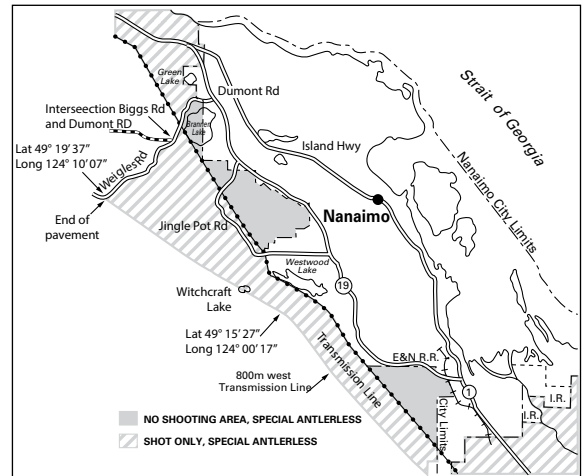 Green
Lake
Dumont Rd
Intersection Biggs Rd
and Dumont RD
Brannen
Lake
Strait of Georgia
Island Hwy
Lat 49° 19' 37"
Long 124° 10' 07"
Weigles Rd
Nanaimo City Limits
Nanaimo
End of
pavement
Jingle Pot Rd
Westwood
Lake
Witchcraft
Lake
19
Lat 49° 15' 27"
Long 124° 00' 17"
Transmission Line
E&N R.R.
800m west
Transmission Line
1
I.R.
I.R.
City Limits
NO SHOOTING AREA, SPECIAL ANTLERLESS
SHOT ONLY, SPECIAL ANTLERLESS